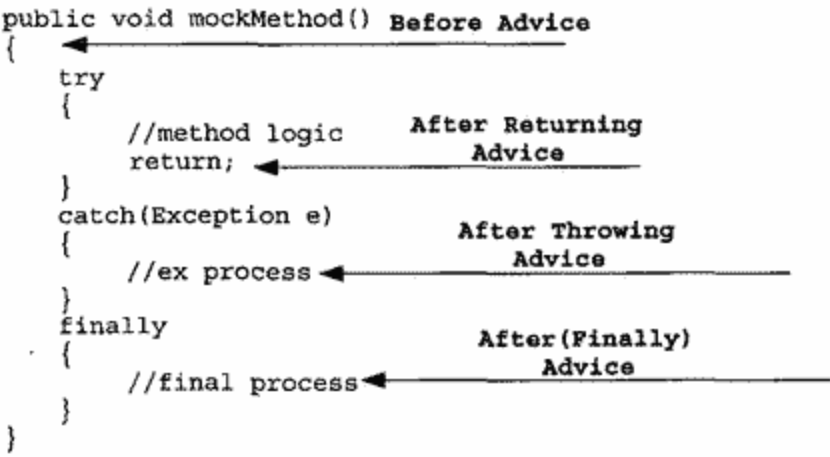 public void mockMethod() Before Advice
{
try
{
//method logic
After Returning
return;
Advice
}
catch(Exception e)
After Throwing
{
Advice
//ex process
}
finally
After(Finally)
{
Advice
//final process
}
}